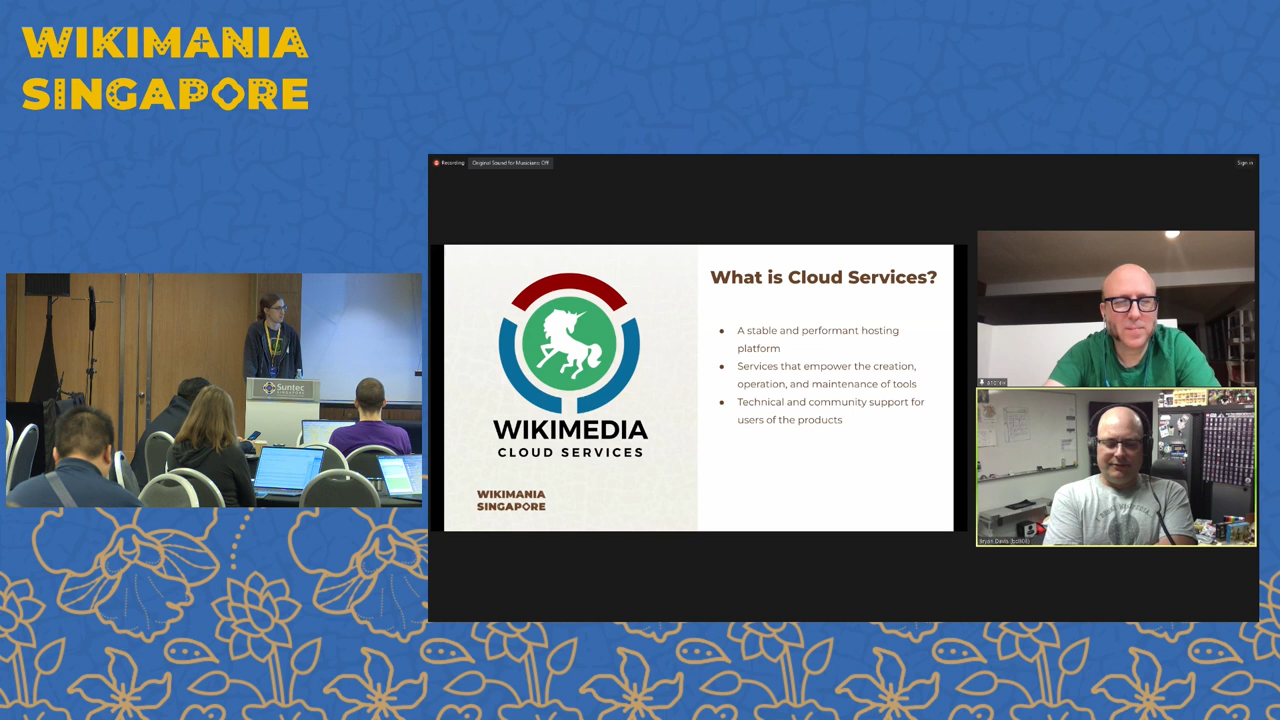 WIKIMANIA
SINGAPORE
Recording
Original Sound for Musicians: Off
Sign in
What is Cloud Services?
• A stable and performant hosting
platform
• Services that empower the creation,
operation, and maintenance of tools
• Technical and community support for
users of the products
WIKIMEDIA
CLOUD SERVICES
WIKIMANIA
SINGAPORE
Suntec
SINGAPORE
Bryan Davis (bd808)